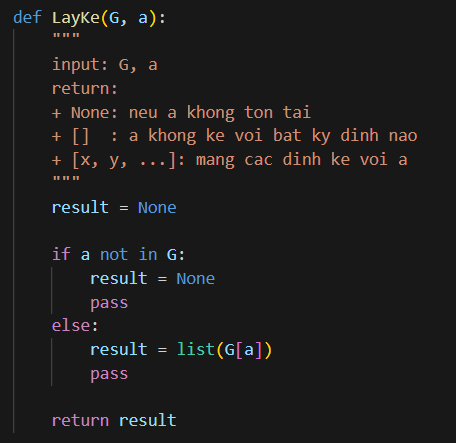 def LayKe(G, a):
    """
    input: G, a
    return:
    + None: neu a khong ton tai
    + []  : a khong ke voi bat ky dinh nao
    + [x, y, ...]: mang cac dinh ke voi a
    """
    result = None

    if a not in G:
        result = None
        pass
    else:
        result = list(G[a])
        pass

    return result